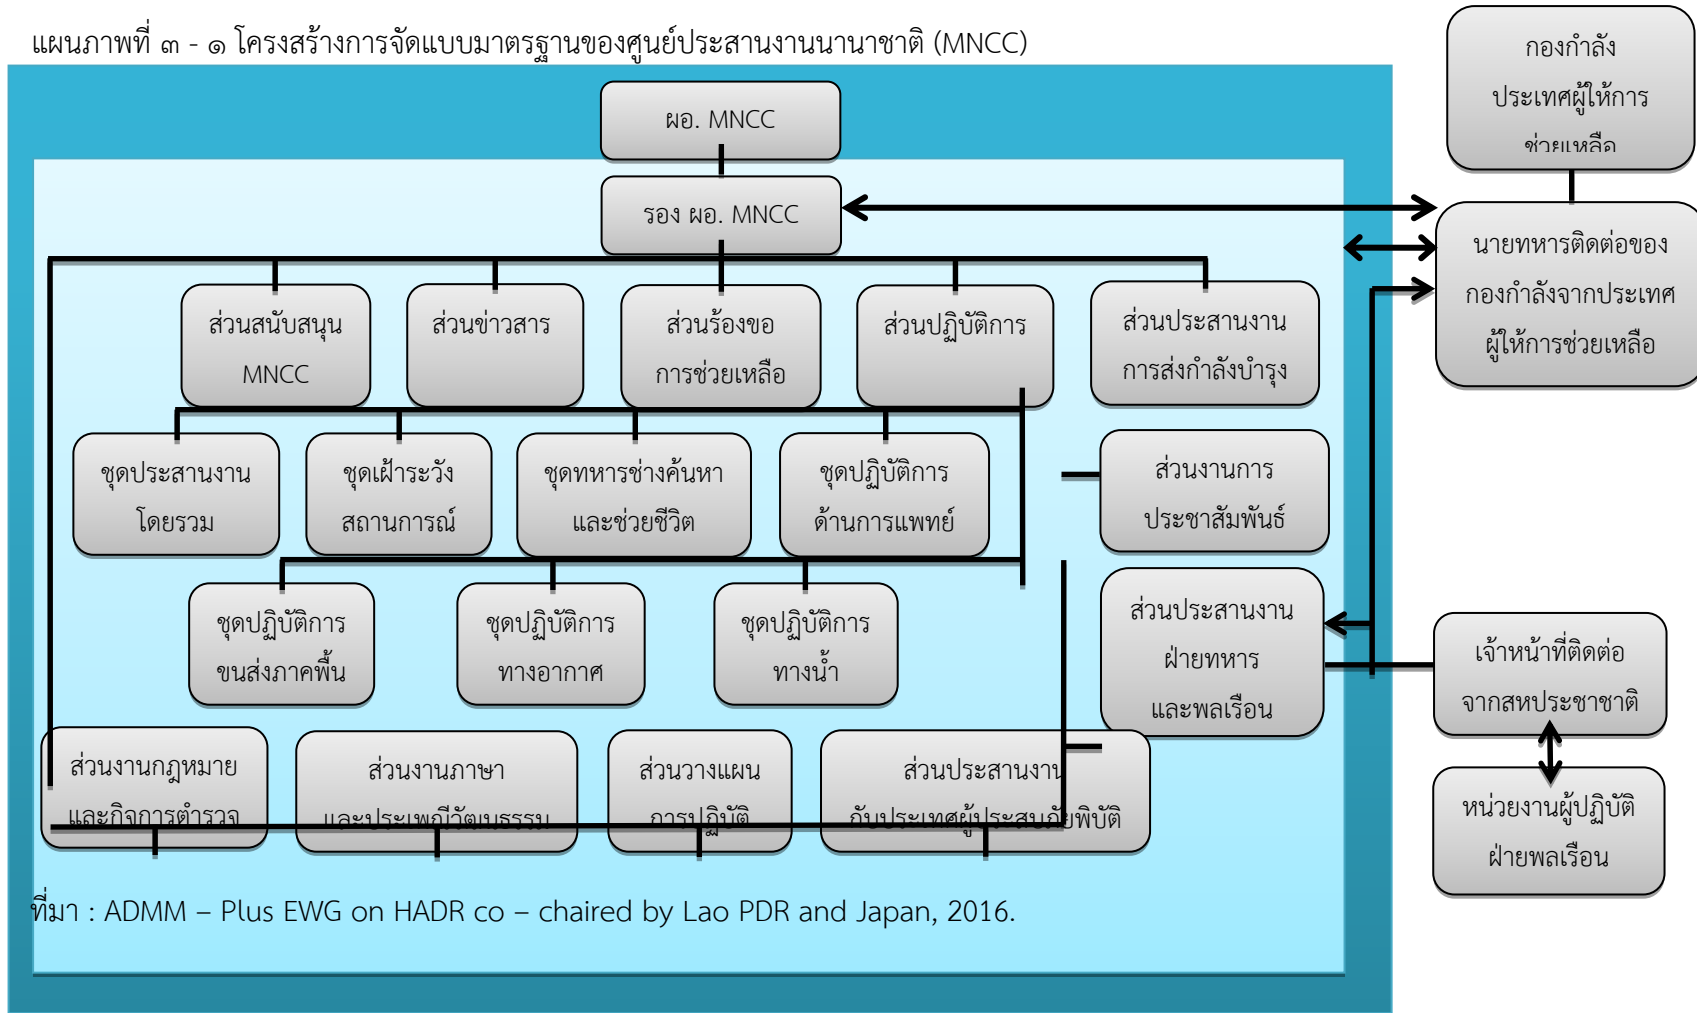 แผนภาพที่ ๓ - ๑ โครงสร้างการจัดแบบมาตรฐานของศูนย์ประสานงานนานาชาติ (MNCC)
กองกำลัง
ประเทศผู้ให้การ
ช่วยเหลือ
ผอ. MNCC
รอง ผอ. MNCC
นายทหารติดต่อของ
กองกำลังจากประเทศ
ผู้ให้การช่วยเหลือ
ส่วนสนับสนุน
MNCC
ส่วนข่าวสาร
ส่วนร้องขอ
การช่วยเหลือ
ส่วนปฏิบัติการ
ส่วนประสานงาน
การส่งกำลังบำรุง
ชุดประสานงาน
โดยรวม
ชุดเฝ้าระวัง
สถานการณ์
ชุดทหารช่างค้นหา
และช่วยชีวิต
ชุดปฏิบัติการ
ด้านการแพทย์
ส่วนงานการ
ประชาสัมพันธ์
ชุดปฏิบัติการ
ขนส่งภาคพื้น
ชุดปฏิบัติการ
ทางอากาศ
ชุดปฏิบัติการ
ทางน้ำ
ส่วนประสานงาน
ฝ่ายทหาร
และพลเรือน
เจ้าหน้าที่ติดต่อ
จากสหประชาชาติ
ส่วนงานกฎหมาย
และกิจการตำรวจ
ส่วนงานภาษา
และประเพณีวัฒนธรรม
ส่วนวางแผน
การปฏิบัติ
ส่วนประสานงาน
กับประเทศผู้ประสบภัยพิบัติ
หน่วยงานผู้ปฏิบัติ
ฝ่ายพลเรือน
ที่มา : ADMM – Plus EWG on HADR co – chaired by Lao PDR and Japan, 2016.